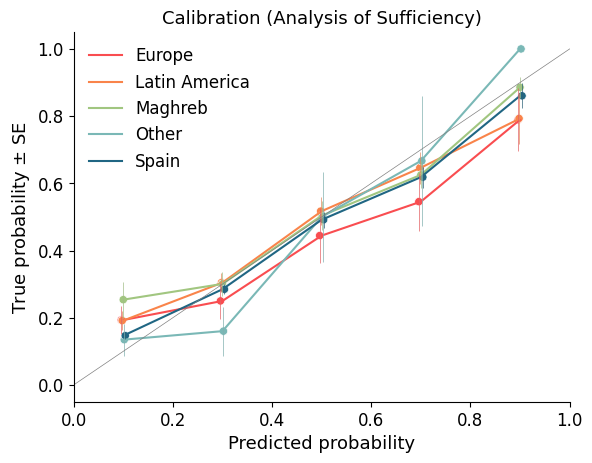 Calibration (Analysis of Sufficiency)
1.0
0.8
0.6
0.4
0.2
0.0
True probability ± SE
Europe
Latin America
Maghreb
Other
Spain
0.0 0.2 0.4 0.6 0.8 1.0
Predicted probability